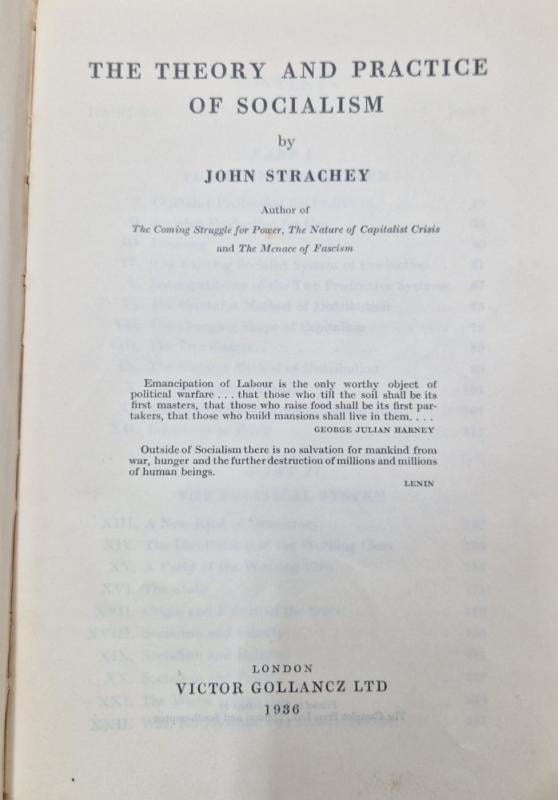 THE THEORY AND PRACTICE
OF SOCIALISM
by
JOHN STRACHEY
Author of
The Coming Struggle for Power, The Nature of Capitalist Crisis
and The Menace of Fascism
Emancipation of Labour is the only worthy object of
political warfare . . . that those who till the soil shall be its
first masters, that those who raise food shall be its first par-
takers, that those who build mansions shall live in them. . . .
GEORGE JULIAN HARNEY
Outside of Socialism there is no salvation for mankind from
war, hunger and the further destruction of millions and millions
of human beings.
LENIN
LONDON
VICTOR GOLLANCZ LTD
1936